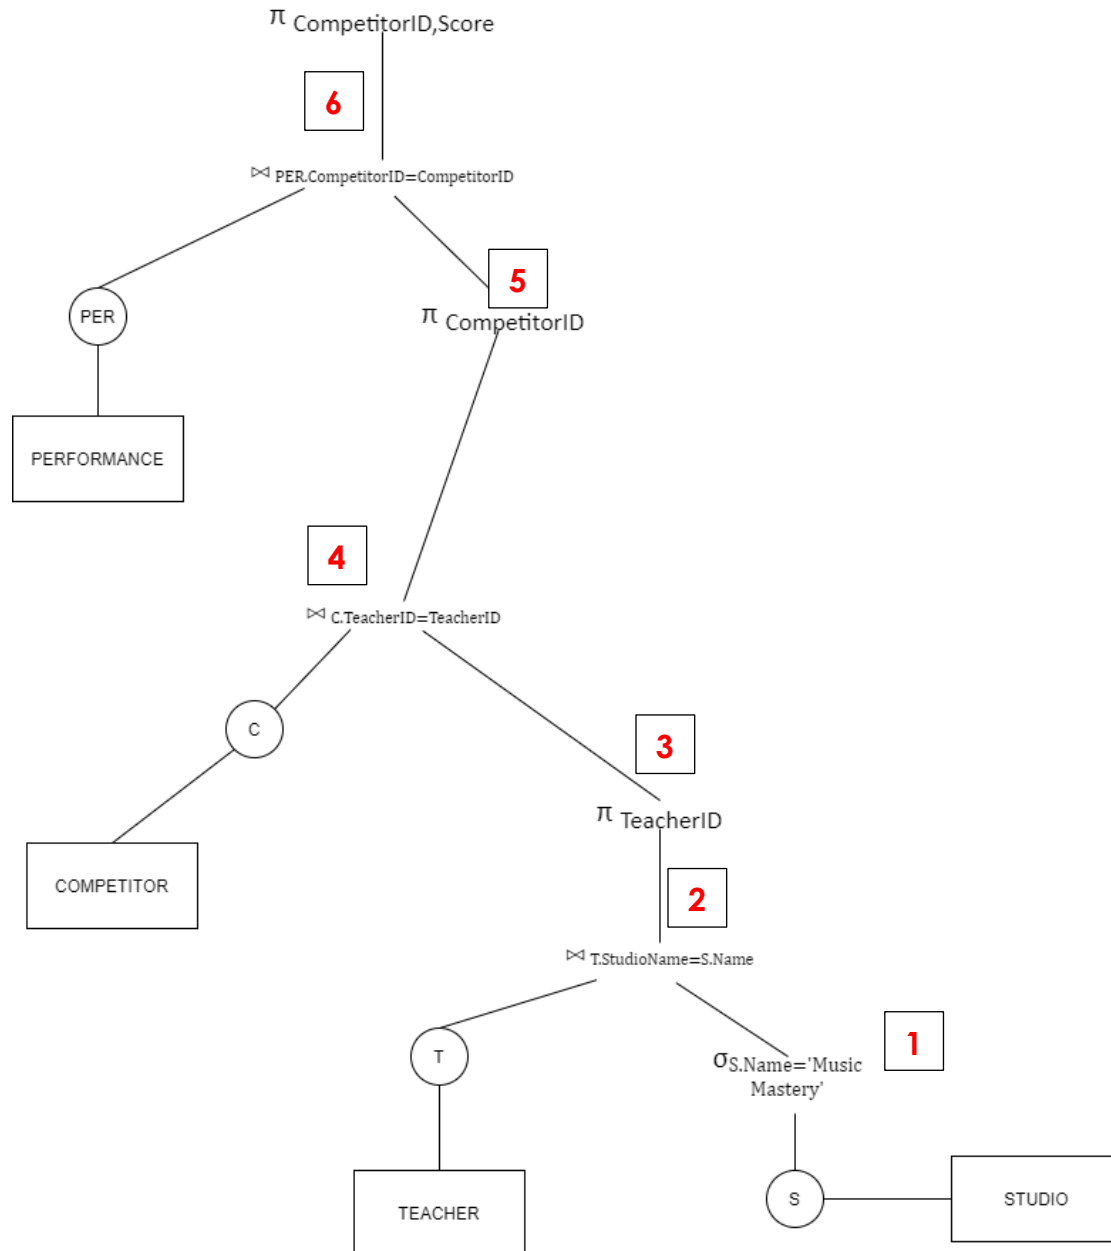 π CompetitorID,Score
6
⋈ PER.CompetitorID=CompetitorID
5
PER
π CompetitorID
PERFORMANCE
4
⋈ C.TeacherID=TeacherID
C
3
π TeacherID
COMPETITOR
2
⋈ T.StudioName=S.Name
1
T
σS.Name='Music
Mastery'
S
STUDIO
TEACHER